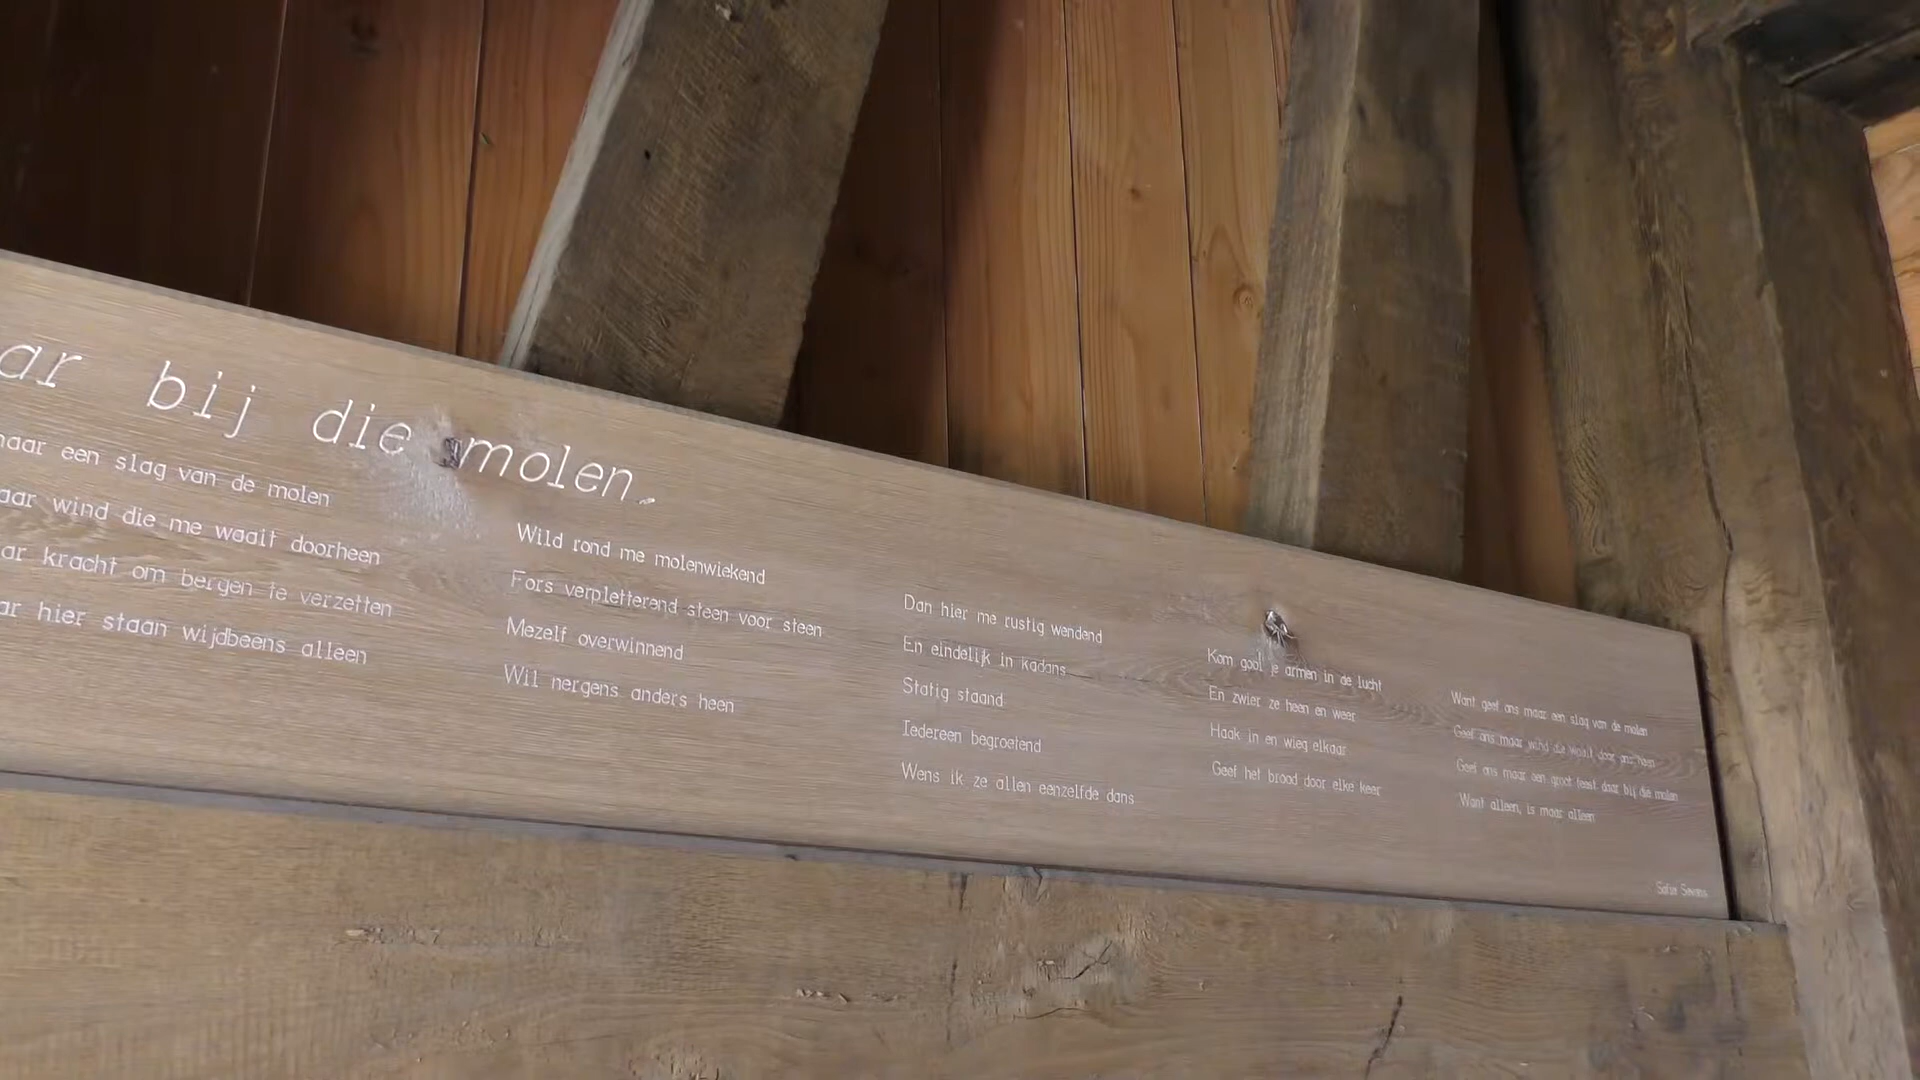 ar bij die molen.
maar een slag van de molen
aar wind die me waait doorheen
ar kracht om bergen te verzetten
ar hier staan wijdbeens alleen
Wild rond me molenwiekend
Fors verpletterend steen voor steen
Mezelf overwinnend
Wil nergens anders heen
Dan hier me rustig wendend
En eindelijk in kadans
Statig staand
Iedereen begroetend
Wens ik ze allen eenzelfde dans
Kom gooi je armen in de lucht
En zwier ze heen en weer
Haak in en wieg elkaar
Geef het brood door elke keer
Want geef ons maar een slag van de molen
Geef ons maar wind die waait door ons heen
Geef ons maar een groot feest daar bij die molen
Want alleen, is maar alleen